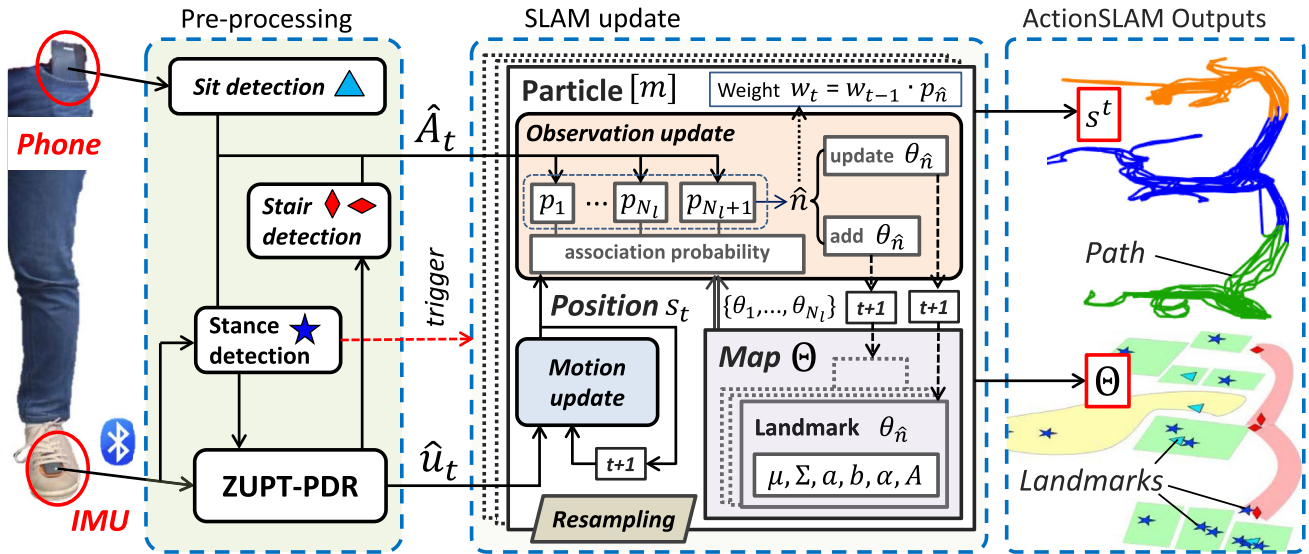 Pre-processing
SLAM update
ActionSLAM Outputs
Phone
IMU
Sit detection
Stair
detection
Stance
detection
ZUPT-PDR
Â_t
û_t
trigger
Particle [m]
Weight w_t = w_{t−1} · p_n̂
Observation update
p_1 ... p_{N_l} p_{N_l+1}
n̂
update θ_n̂
add θ_n̂
association probability
Position s_t
{θ_1,...,θ_{N_l}}
t+1
t+1
Motion
update
t+1
Map Θ
Landmark θ_n̂
μ, Σ, a, b, α, A
Resampling
s^t
Path
Θ
Landmarks